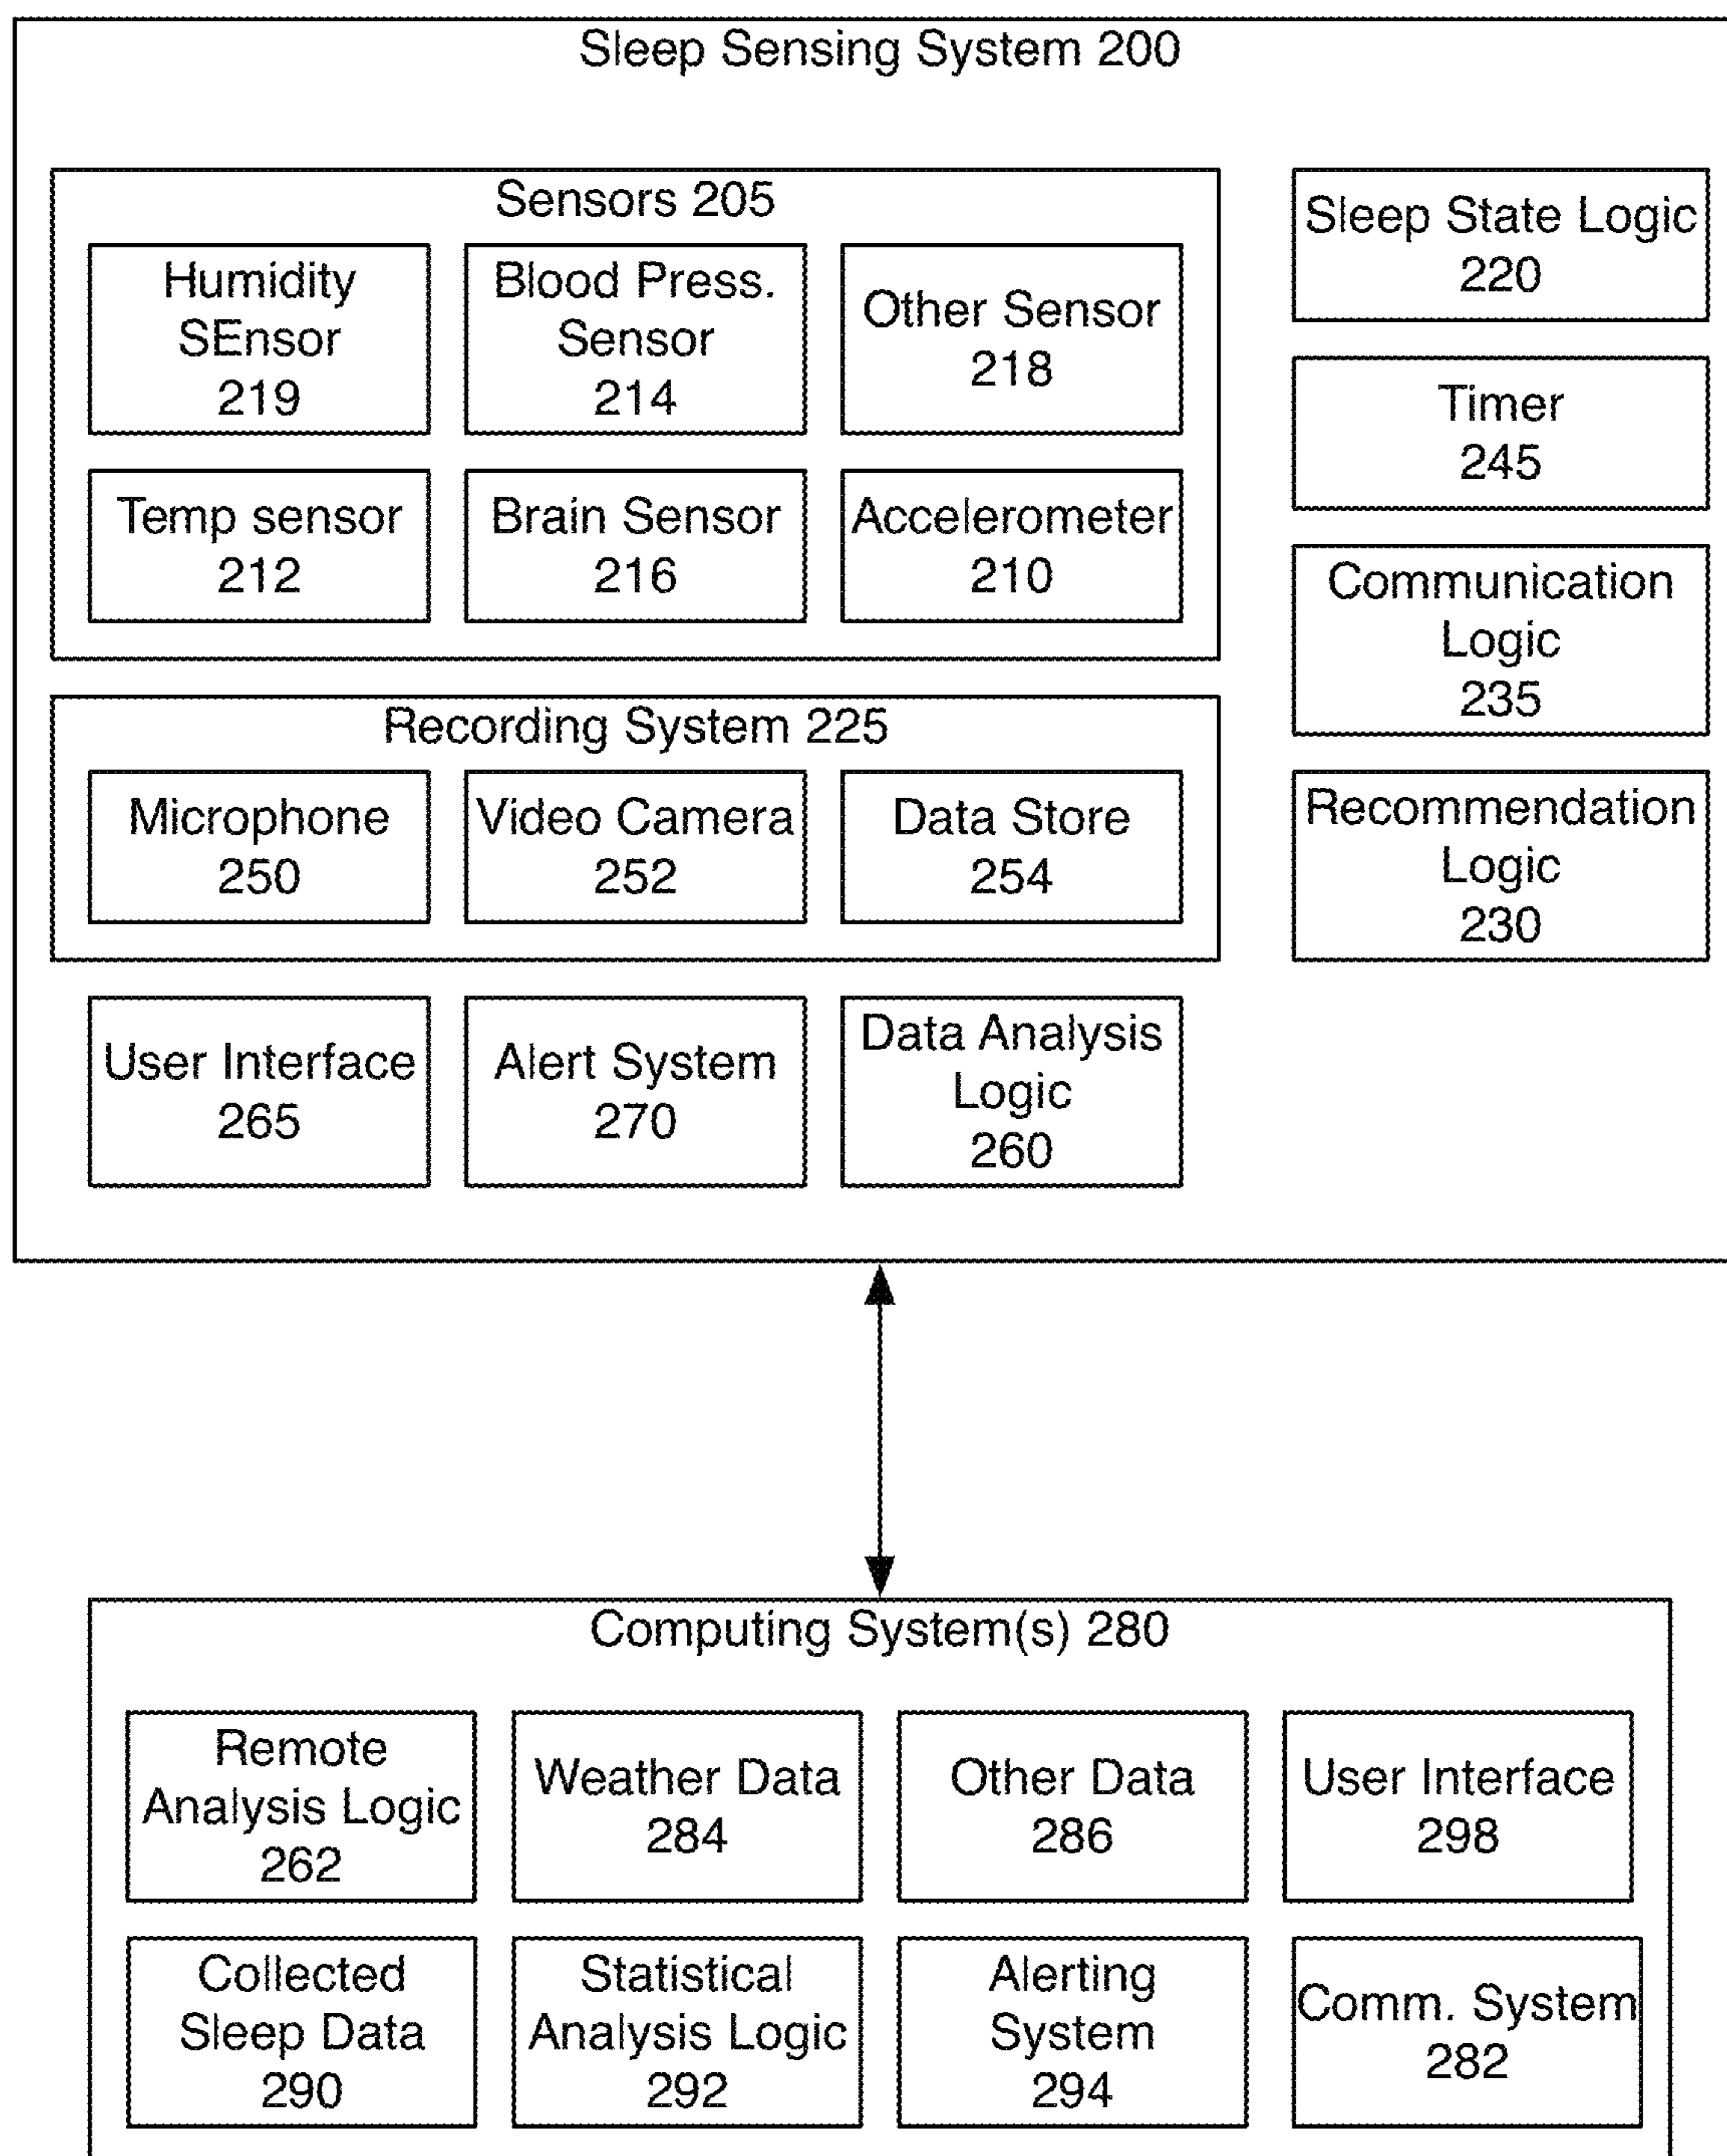 Sleep Sensing System 200
Sensors 205
Humidity
SEnsor
219
Blood Press.
Sensor
214
Other Sensor
218
Temp sensor
212
Brain Sensor
216
Accelerometer
210
Recording System 225
Microphone
250
Video Camera
252
Data Store
254
User Interface
265
Alert System
270
Data Analysis
Logic
260
Sleep State Logic
220
Timer
245
Communication
Logic
235
Recommendation
Logic
230
Computing System(s) 280
Remote
Analysis Logic
262
Weather Data
284
Other Data
286
User Interface
298
Collected
Sleep Data
290
Statistical
Analysis Logic
292
Alerting
System
294
Comm. System
282